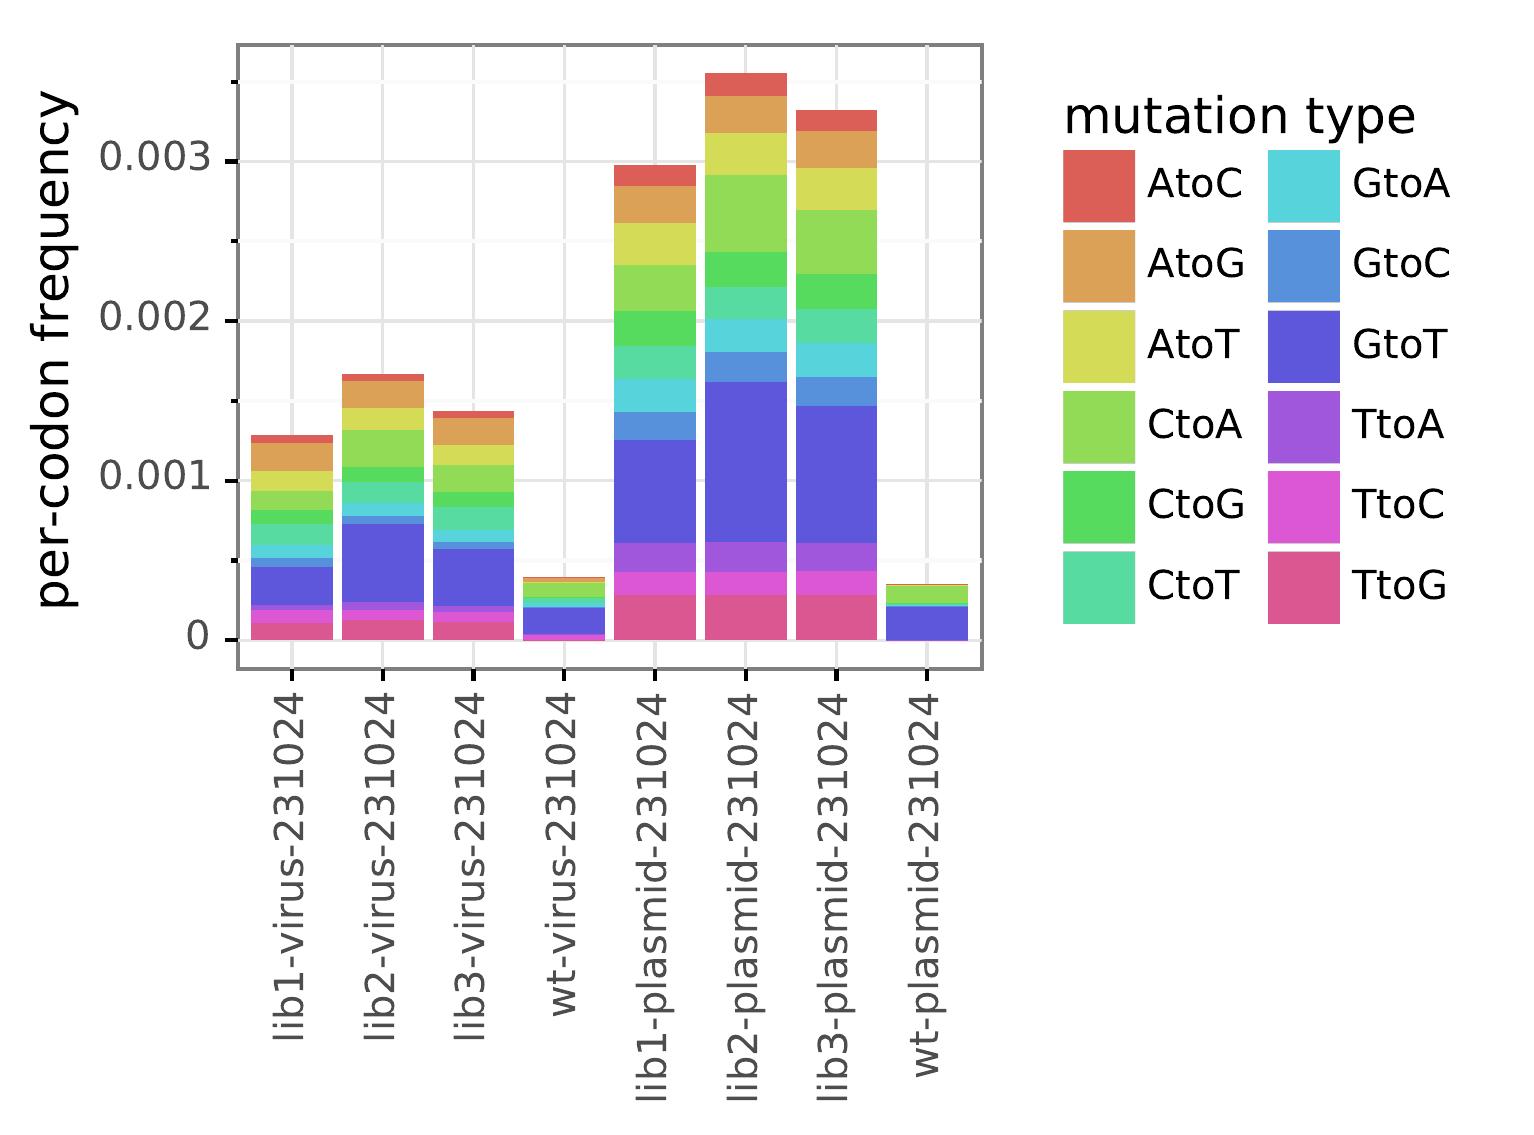 per-codon frequency
0.003
0.002
0.001
0
lib1-virus-231024
lib2-virus-231024
lib3-virus-231024
wt-virus-231024
lib1-plasmid-231024
lib2-plasmid-231024
lib3-plasmid-231024
wt-plasmid-231024
mutation type
AtoC
AtoG
AtoT
CtoA
CtoG
CtoT
GtoA
GtoC
GtoT
TtoA
TtoC
TtoG